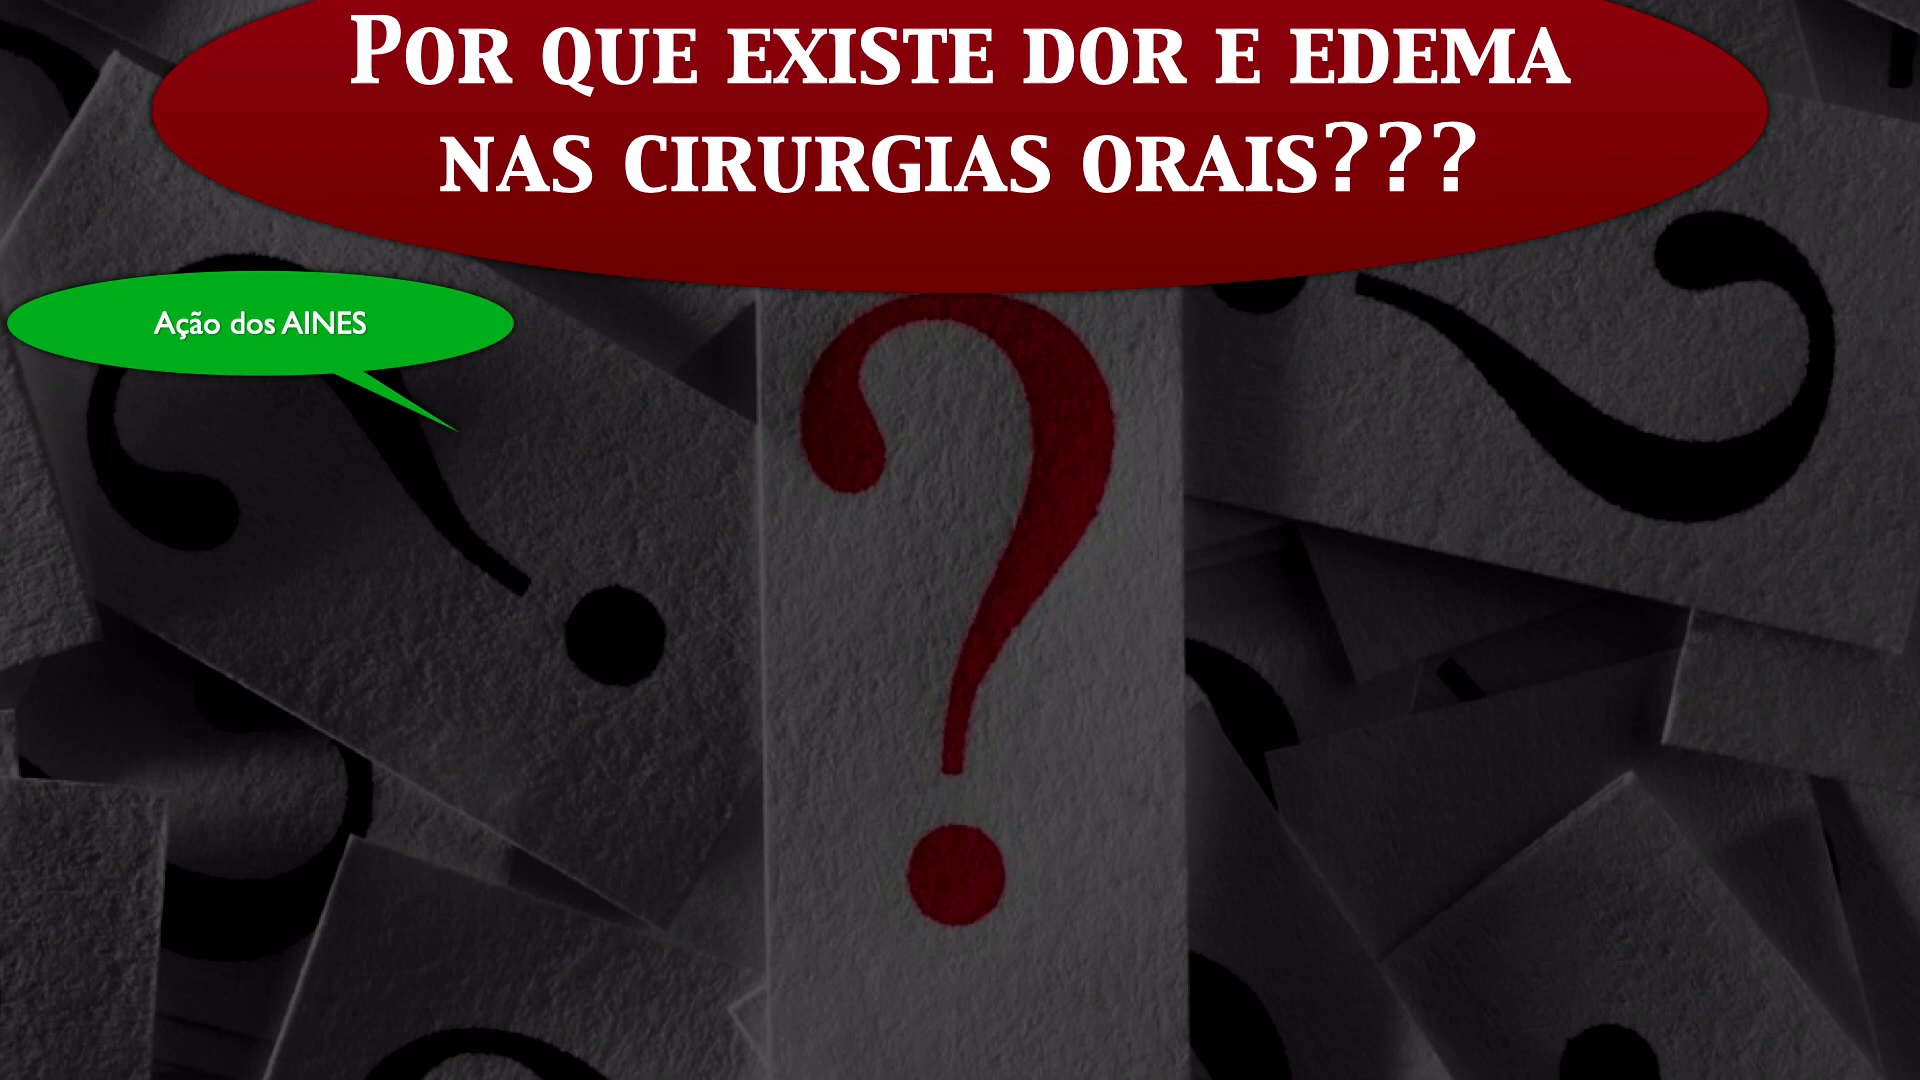 Por que existe dor e edema
nas cirurgias orais???
Ação dos AINES